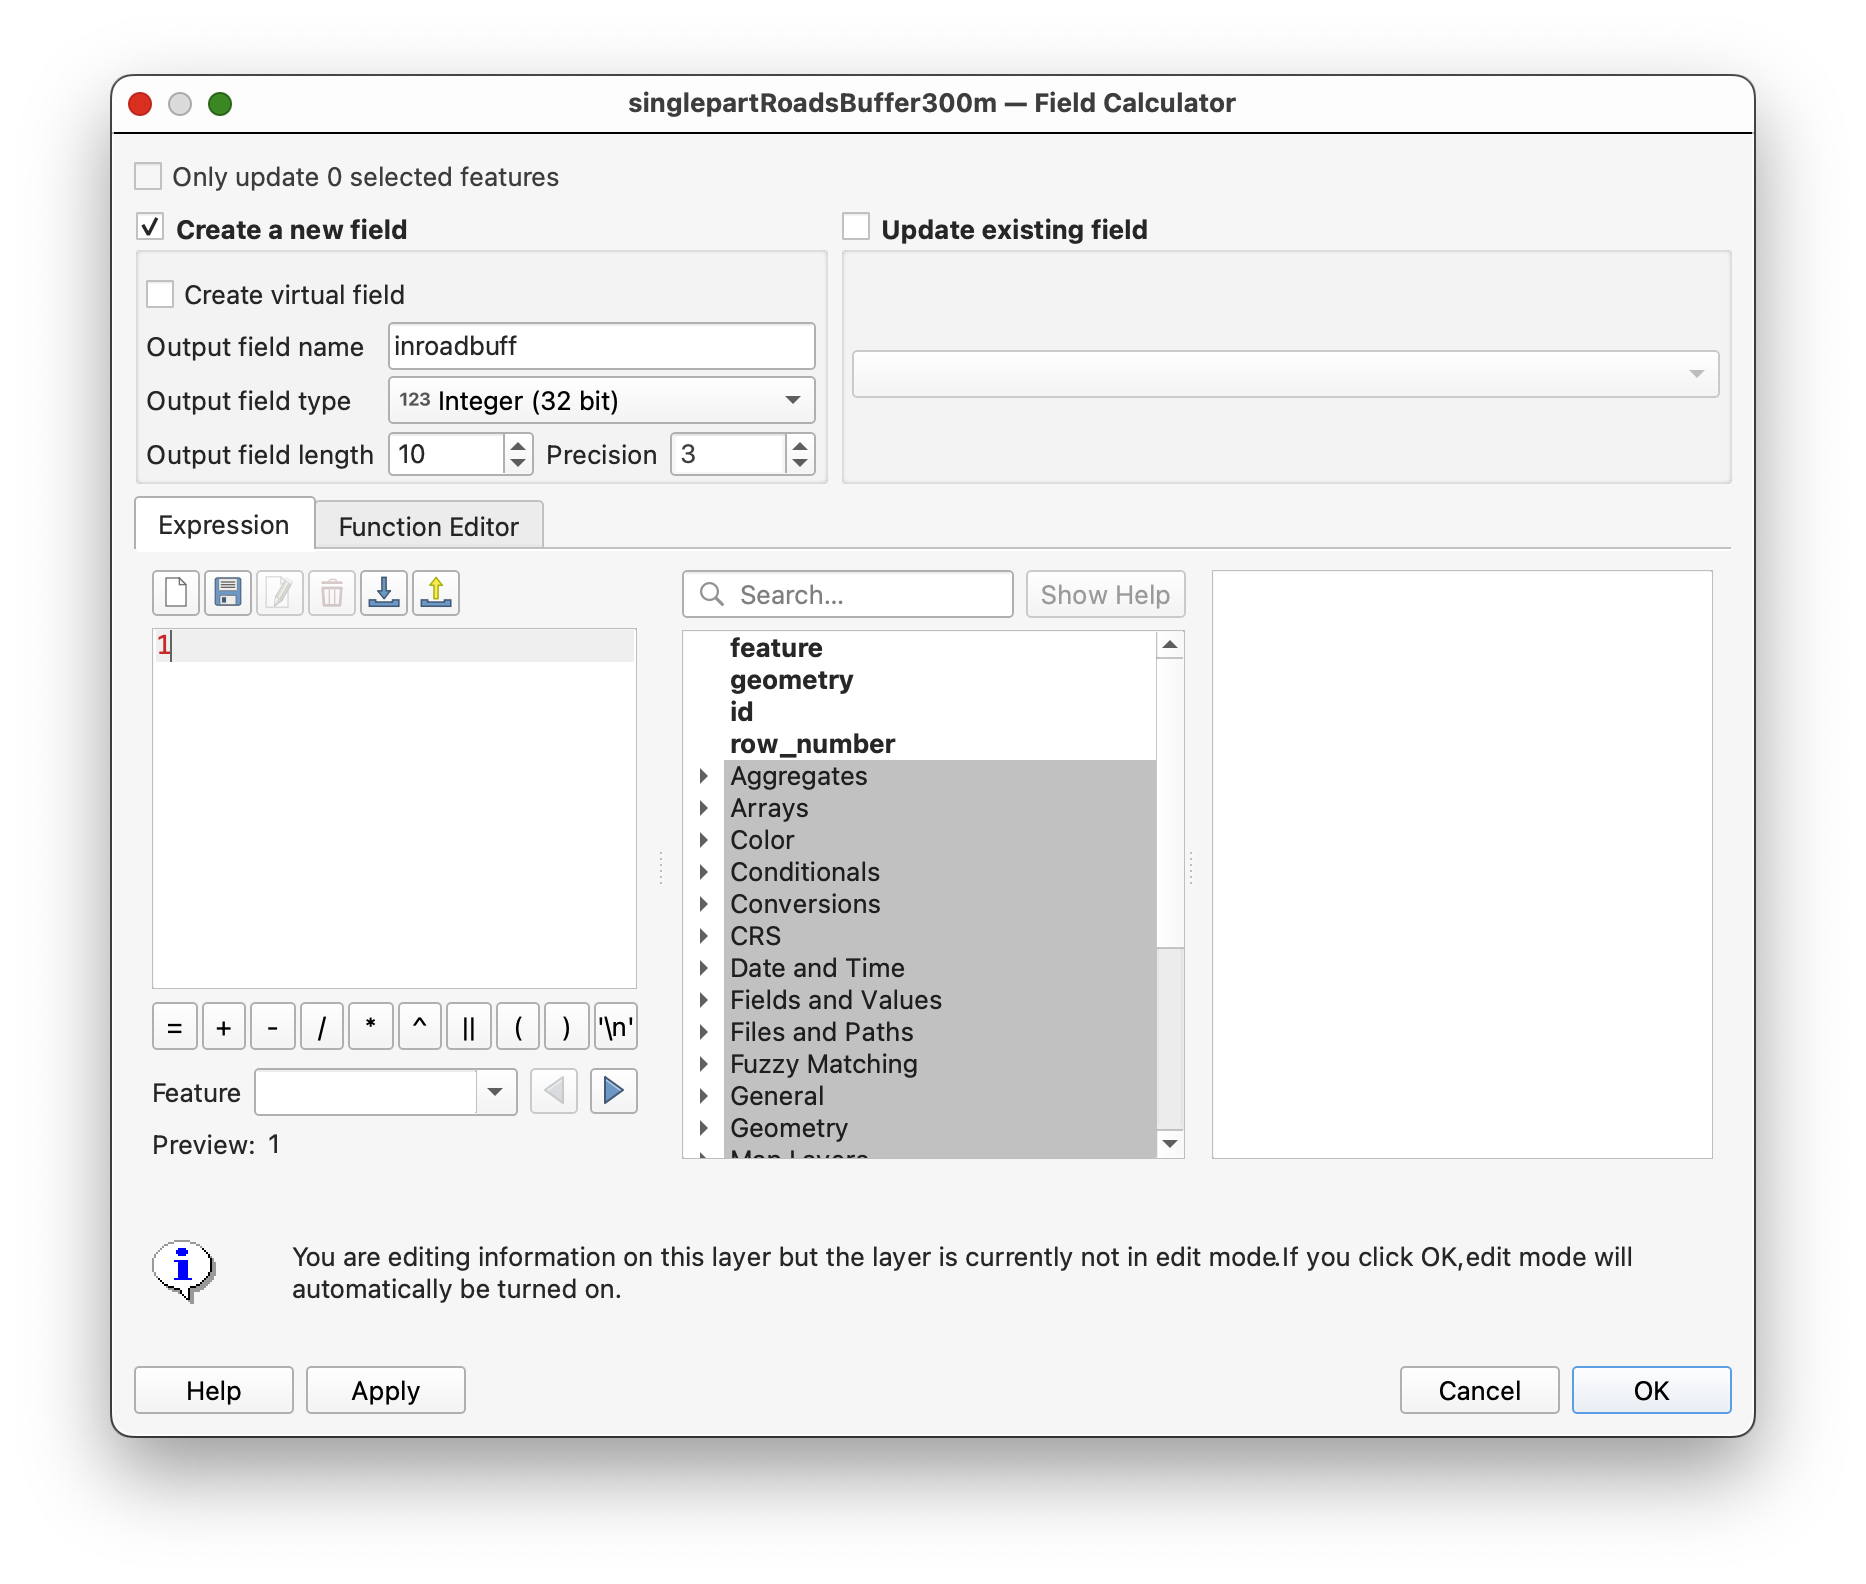 singlepartRoadsBuffer300m — Field Calculator
Only update 0 selected features
Create a new field
Update existing field
Create virtual field
Output field name inroadbuff
Output field type 123 Integer (32 bit)
Output field length 10 Precision 3
Expression Function Editor
Search... Show Help
1
feature
geometry
id
row_number
Aggregates
Arrays
Color
Conditionals
Conversions
CRS
Date and Time
Fields and Values
Files and Paths
Fuzzy Matching
General
Geometry
Map Layers
= + - / * ^ || ( ) '\n'
Feature
Preview: 1
You are editing information on this layer but the layer is currently not in edit mode.If you click OK,edit mode will
automatically be turned on.
Help Apply Cancel OK